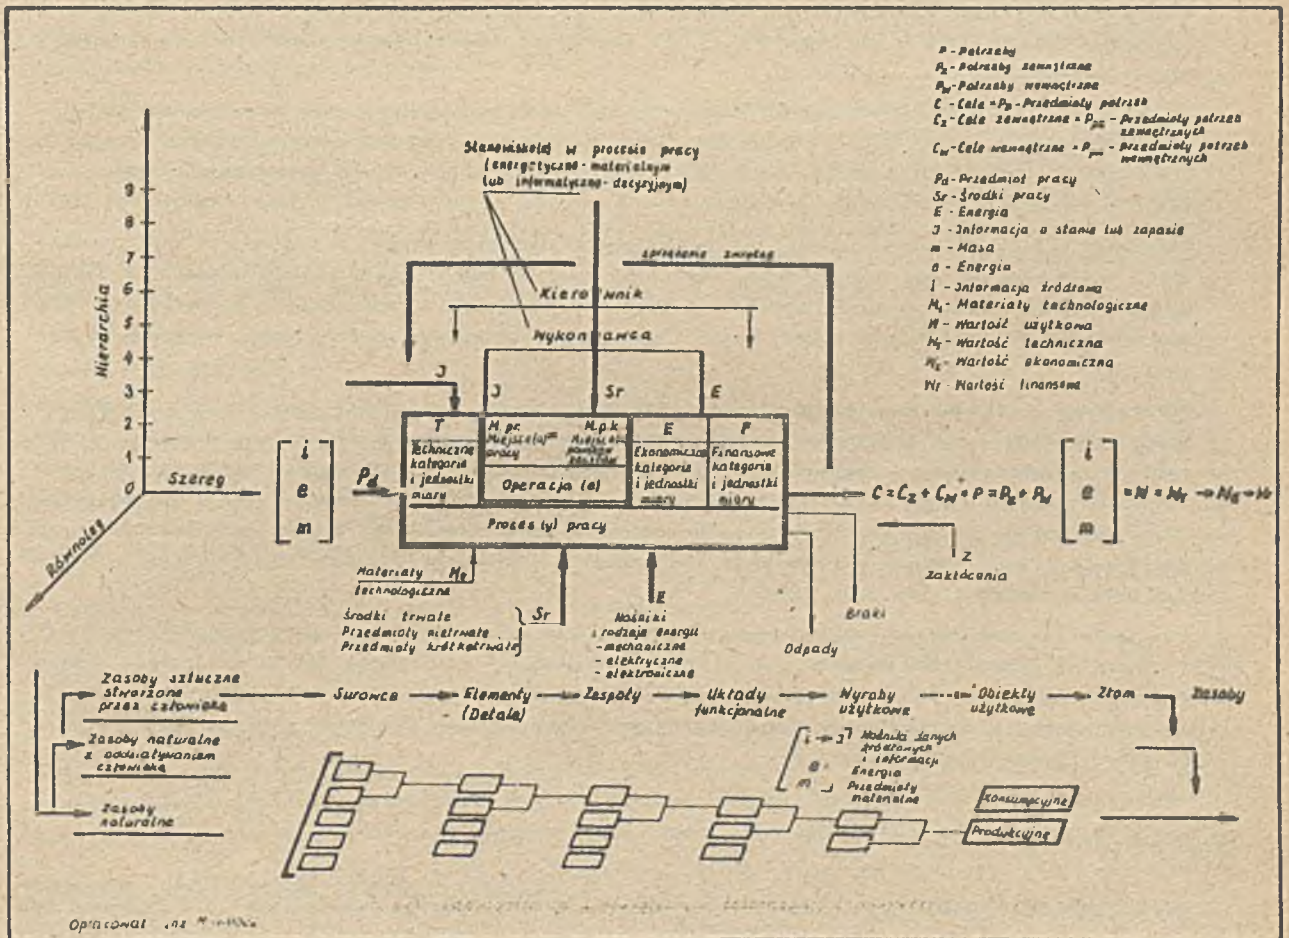 P - Potrzeby
Pz - Potrzeby zewnętrzne
Pw - Potrzeby wewnętrzne
C - Cele = Pp - Przedmioty potrzeb
Cz - Cele zewnętrzne = Ppz - Przedmioty potrzeb
zewnętrznych
Cw - Cele wewnętrzne = Ppw - Przedmioty potrzeb
wewnętrznych
Pd - Przedmiot pracy
Sr - Środki pracy
E - Energia
J - Informacja o stanie lub zapasie
m - Masa
e - Energia
i - Informacja źródłowa
Mt - Materiały technologiczne
W - Wartość użytkowa
WT - Wartość techniczna
WE - Wartość ekonomiczna
WF - Wartość finansowa
Stanowisko(a) w procesie pracy
(energetyczno-materialnym
(lub informatyczno-decyzyjnym)
sprzężenie zwrotne
Kierownik
Wykonawca
Hierarchia
9
8
7
6
5
4
3
2
1
0
Szereg
Równoleg
i
e
m
Pd
J
J
Sr
E
T
Techniczne
kategorie
i jednostki
miary
M.pr.
Miejsce(a)
pracy
M.p.k.
Miejsce
kosztów
Operacja (e)
E
Ekonomiczne
kategorie
i jednostki
miary
F
Finansowe
kategorie
i jednostki
miary
Proces (y) pracy
C = Cz + Cw = P = Pz + Pw
i
e
m
= W = WT → WE → WF
Z
Zakłócenia
Braki
Odpady
Materiały Mt
technologiczne
Środki trwałe
Przedmioty nietrwałe
Przedmioty krótkotrwałe
Sr
E
Nośniki
i rodzaje energii
- mechaniczne
- elektryczne
- elektroniczne
Zasoby sztuczne
stworzone
przez człowieka
Surowce
Elementy
(Detale)
Zespoły
Układy
funkcjonalne
Wyroby
użytkowe
Obiekty
użytkowe
Złom
Zasoby
Zasoby naturalne
z oddziaływaniem
człowieka
Zasoby
naturalne
i → J
Nośniki danych
źródłowych
i informacji
e
Energia
m
Przedmioty
materialne
Konsumpcyjne
Produkcyjne
Opracował inż